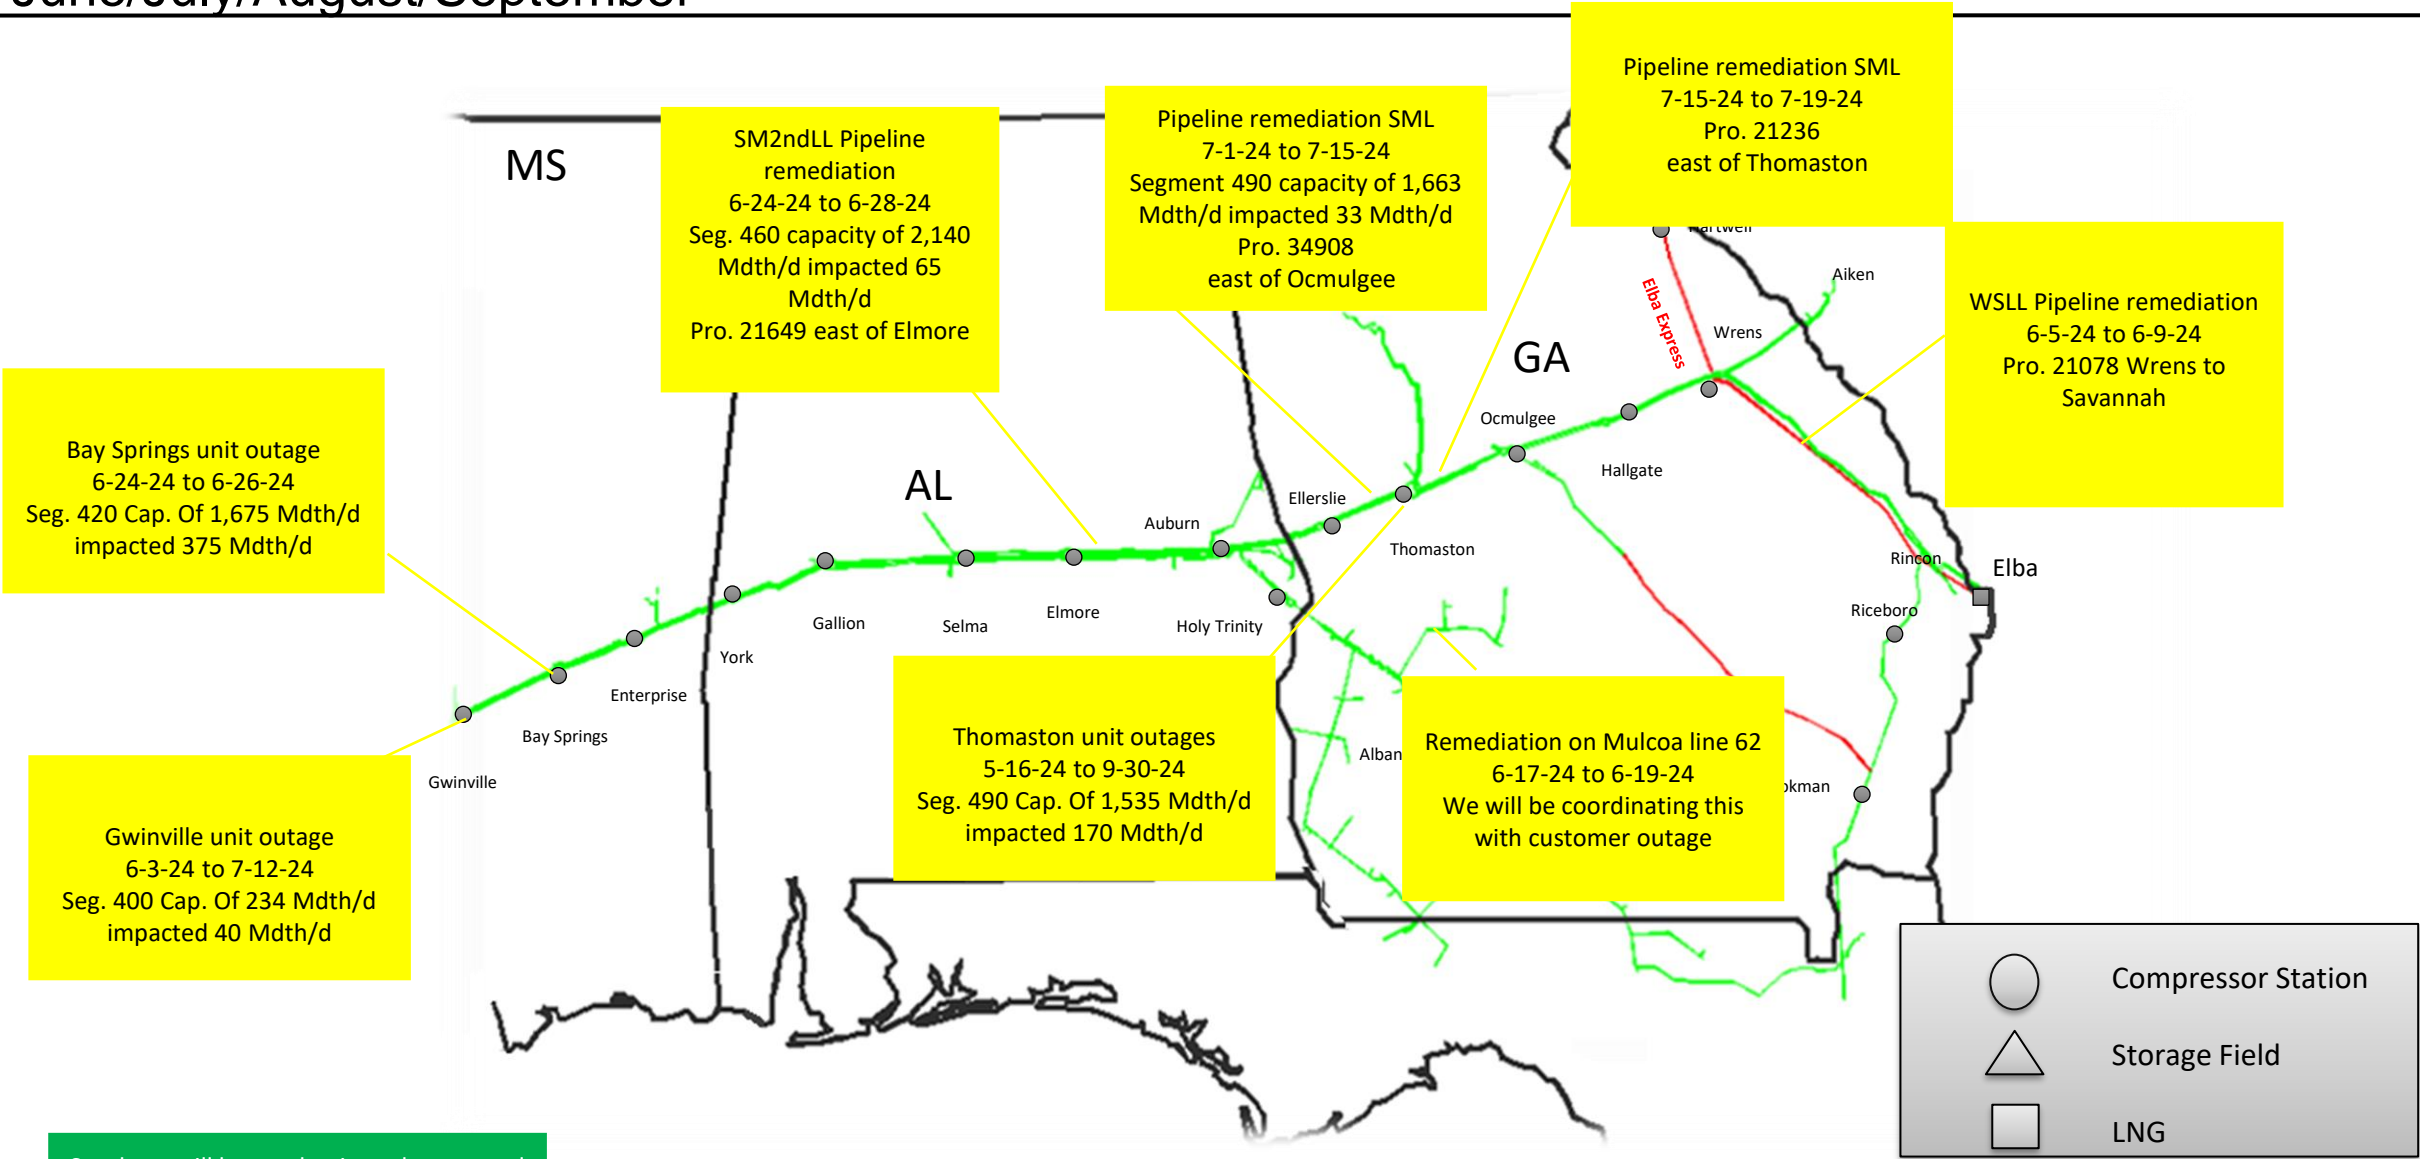 June/July/August/September
Pipeline remediation SML
7-15-24 to 7-19-24
Pro. 21236
east of Thomaston
Pipeline remediation SML
7-1-24 to 7-15-24
Segment 490 capacity of 1,663
Mdth/d impacted 33 Mdth/d
Pro. 34908
east of Ocmulgee
SM2ndLL Pipeline
remediation
6-24-24 to 6-28-24
Seg. 460 capacity of 2,140
Mdth/d impacted 65
Mdth/d
Pro. 21649 east of Elmore
MS
Hartwell
Elba Express
Aiken
Wrens
WSLL Pipeline remediation
6-5-24 to 6-9-24
Pro. 21078 Wrens to
Savannah
GA
Ocmulgee
Hallgate
Bay Springs unit outage
6-24-24 to 6-26-24
Seg. 420 Cap. Of 1,675 Mdth/d
impacted 375 Mdth/d
AL
Ellerslie
Auburn
Thomaston
Rincon
Elba
Riceboro
Gallion
Selma
Elmore
Holy Trinity
York
Enterprise
Bay Springs
Gwinville
Thomaston unit outages
5-16-24 to 9-30-24
Seg. 490 Cap. Of 1,535 Mdth/d
impacted 170 Mdth/d
Alban
Remediation on Mulcoa line 62
6-17-24 to 6-19-24
We will be coordinating this
with customer outage
okman
Gwinville unit outage
6-3-24 to 7-12-24
Seg. 400 Cap. Of 234 Mdth/d
impacted 40 Mdth/d
Compressor Station
Storage Field
LNG